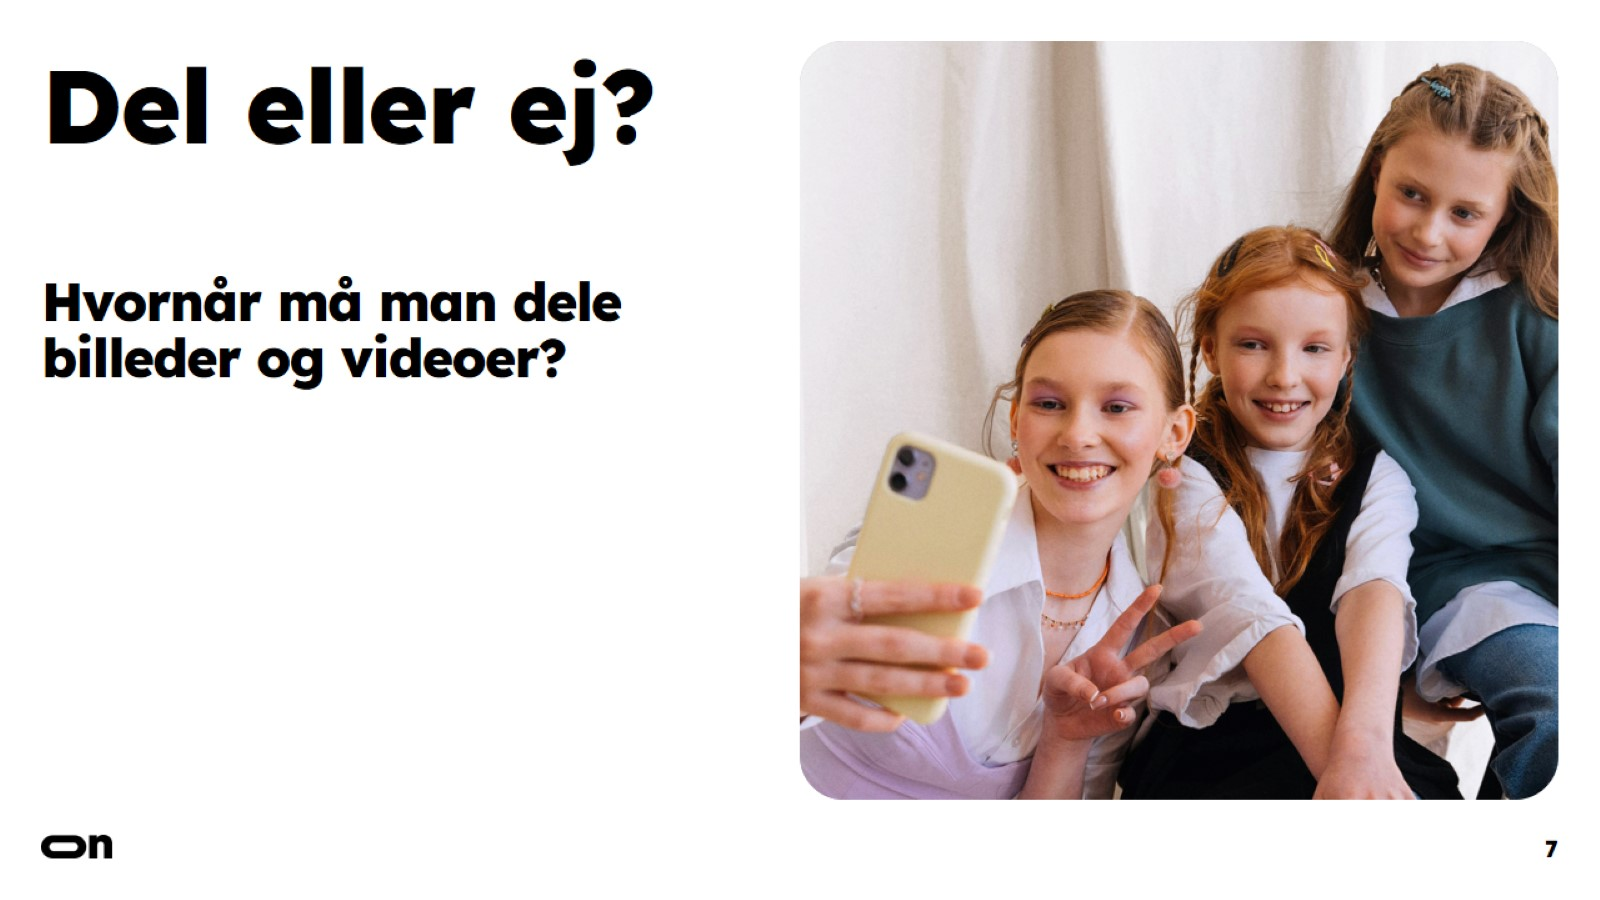 Del eller ej?
Hvornår må man dele
billeder og videoer?
on
7